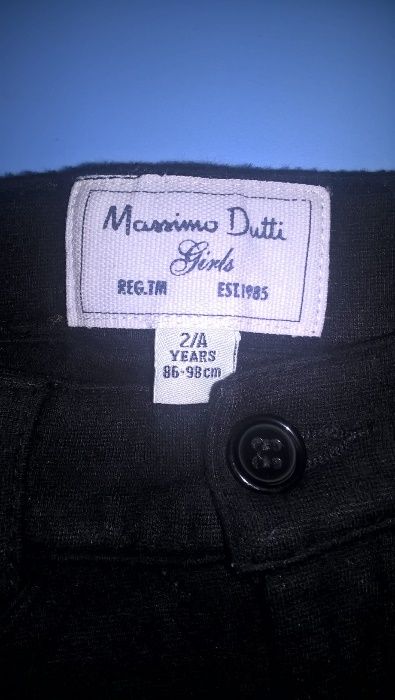 Massimo Dutti
Girls
REG.TM EST.1985
2/A
YEARS
86-98cm